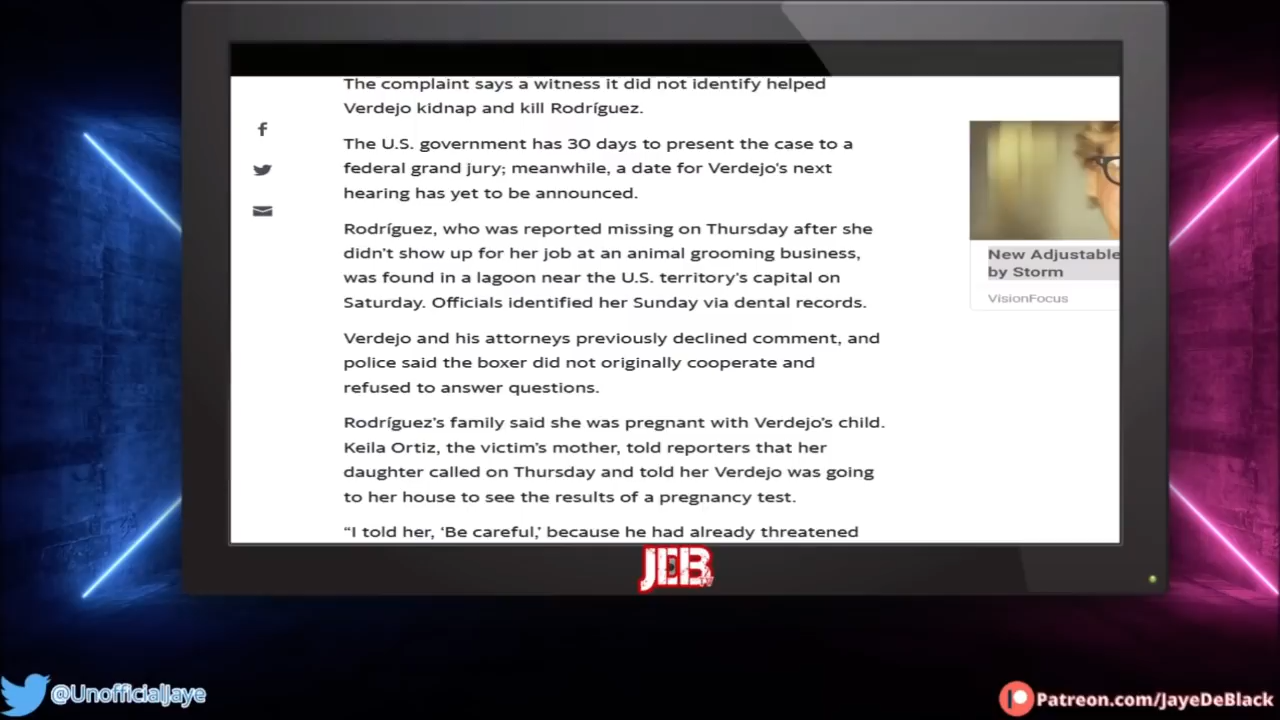 The complaint says a witness it did not identify helped
Verdejo kidnap and kill Rodríguez.
The U.S. government has 30 days to present the case to a
federal grand jury; meanwhile, a date for Verdejo's next
hearing has yet to be announced.
Rodríguez, who was reported missing on Thursday after she
didn't show up for her job at an animal grooming business,
was found in a lagoon near the U.S. territory's capital on
Saturday. Officials identified her Sunday via dental records.
Verdejo and his attorneys previously declined comment, and
police said the boxer did not originally cooperate and
refused to answer questions.
Rodríguez's family said she was pregnant with Verdejo's child.
Keila Ortiz, the victim's mother, told reporters that her
daughter called on Thursday and told her Verdejo was going
to her house to see the results of a pregnancy test.
“I told her, ‘Be careful,’ because he had already threatened
New Adjustable
by Storm
VisionFocus
JEB
TV
@UnofficialJaye
Patreon.com/JayeDeBlack